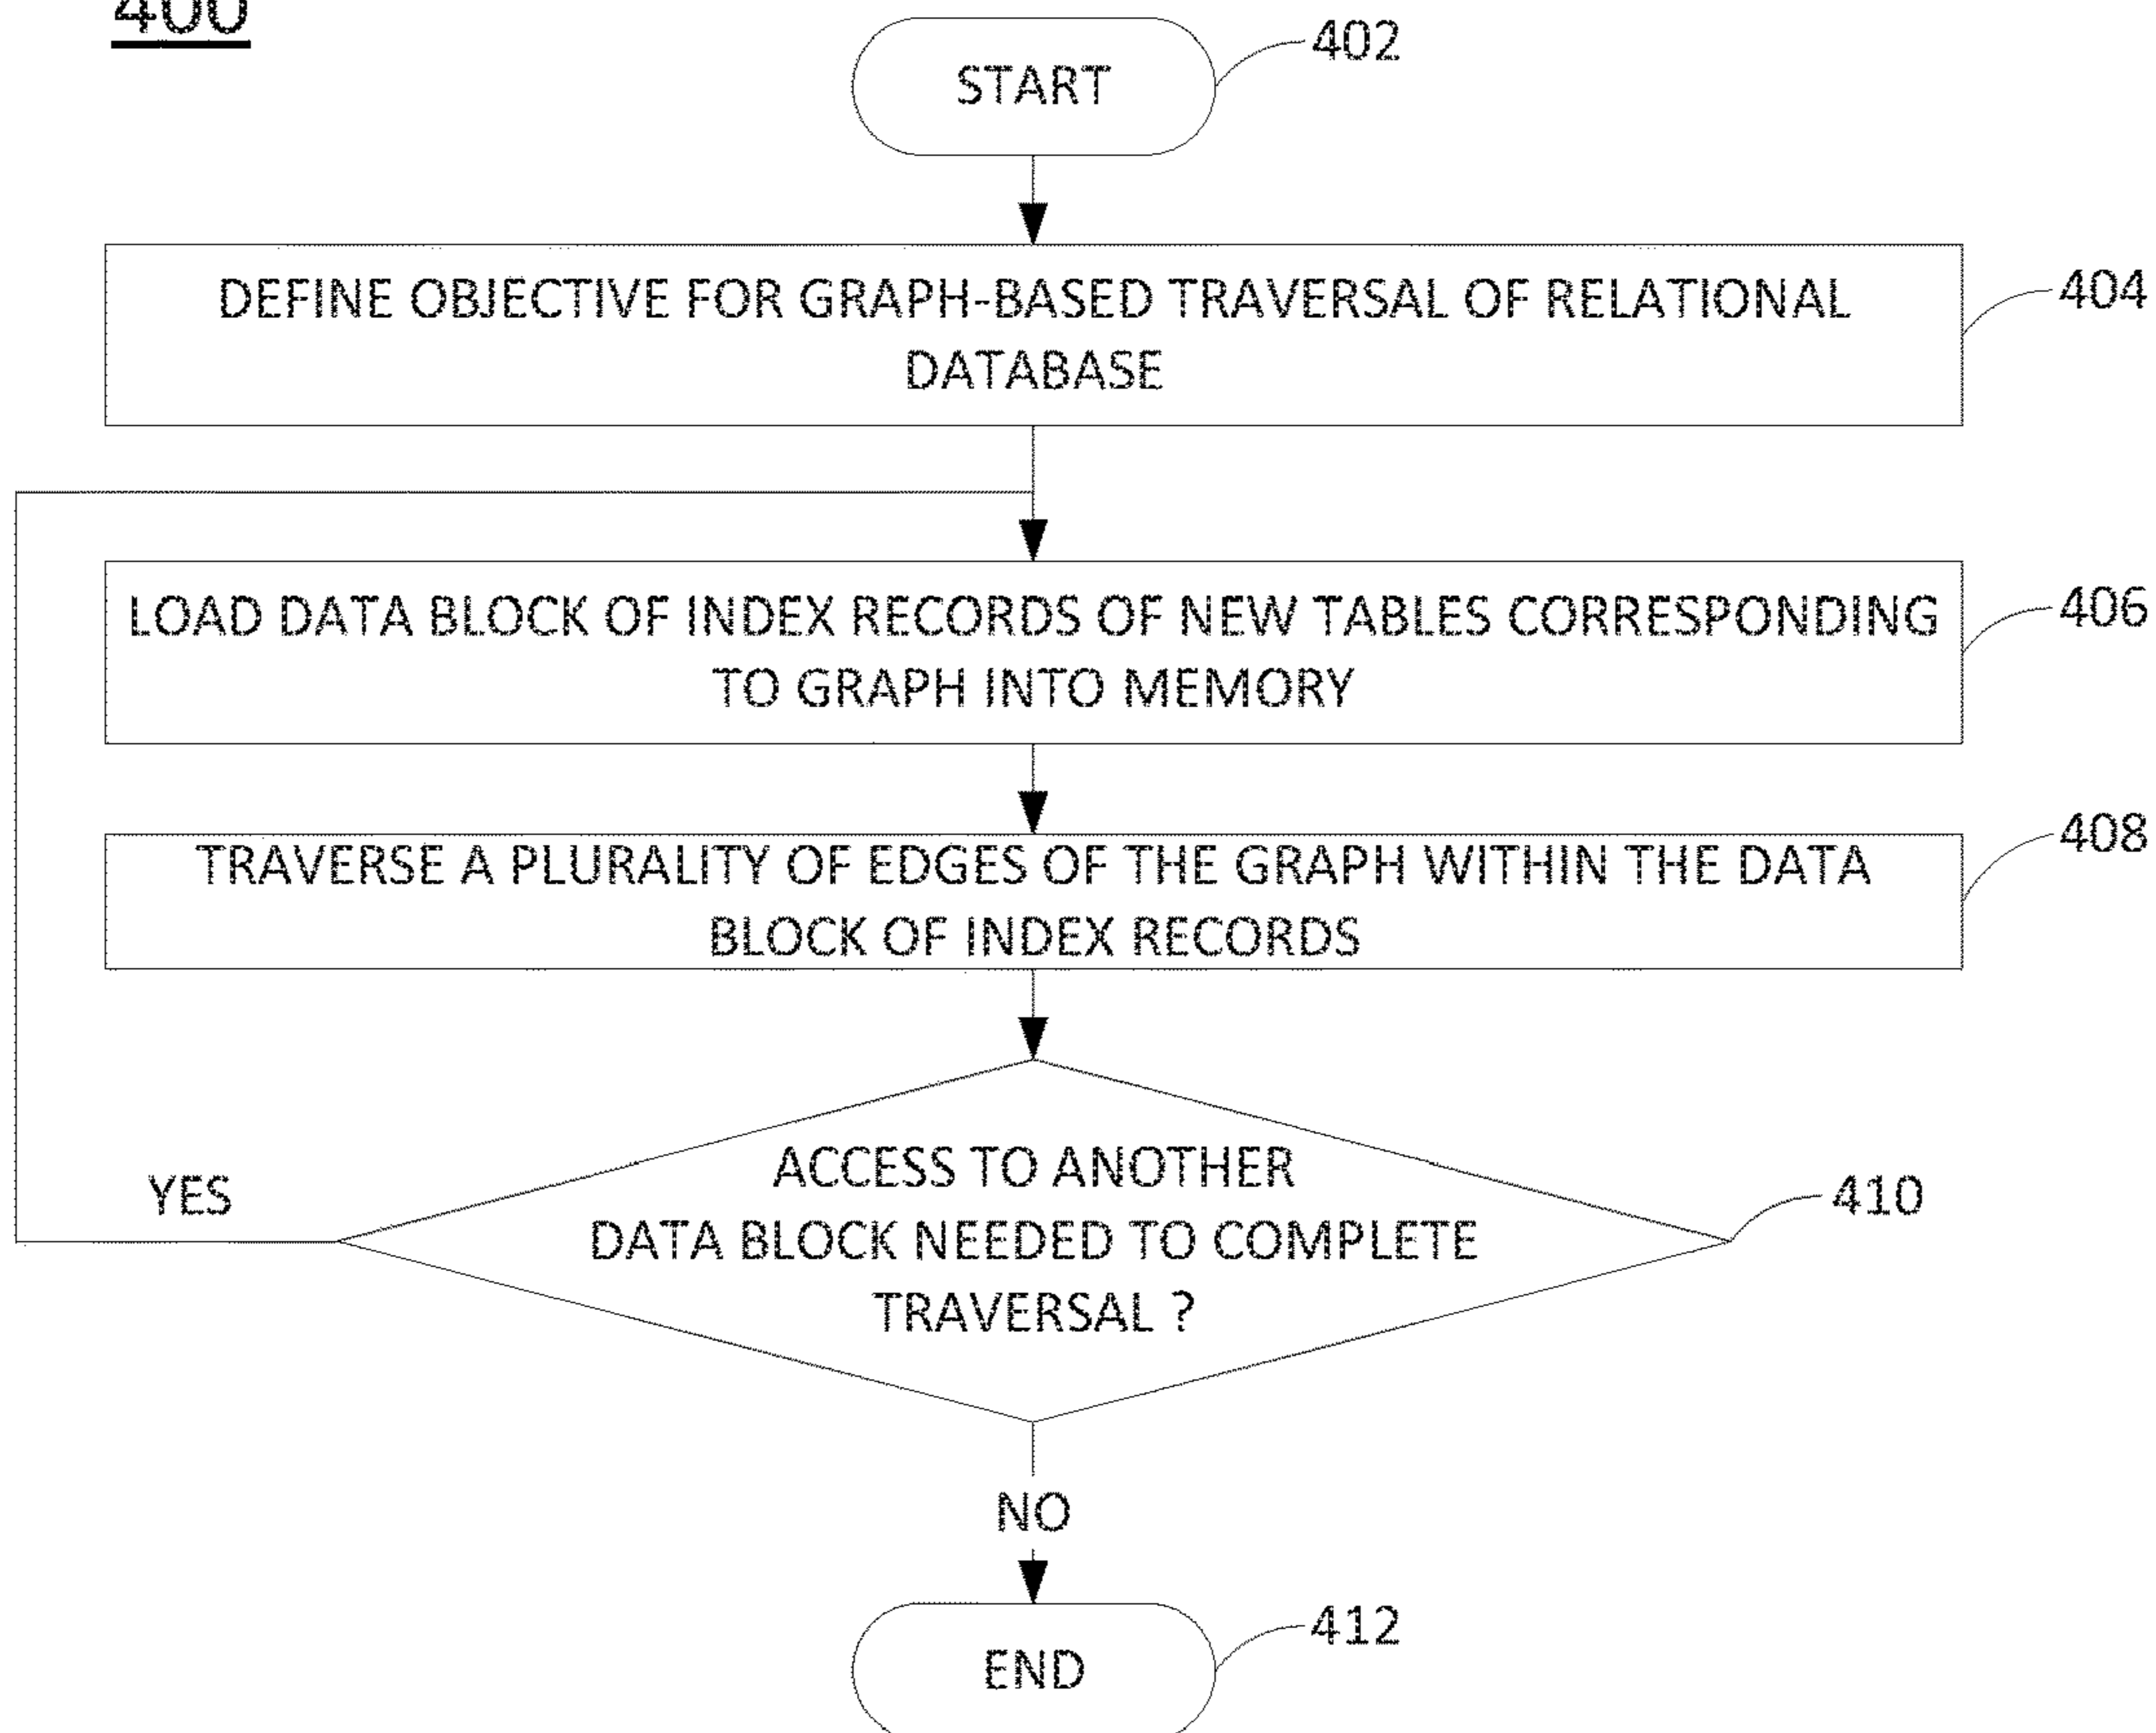 400
START
402
DEFINE OBJECTIVE FOR GRAPH-BASED TRAVERSAL OF RELATIONAL
DATABASE
404
LOAD DATA BLOCK OF INDEX RECORDS OF NEW TABLES CORRESPONDING
TO GRAPH INTO MEMORY
406
TRAVERSE A PLURALITY OF EDGES OF THE GRAPH WITHIN THE DATA
BLOCK OF INDEX RECORDS
408
YES
ACCESS TO ANOTHER
DATA BLOCK NEEDED TO COMPLETE
TRAVERSAL ?
410
NO
END
412